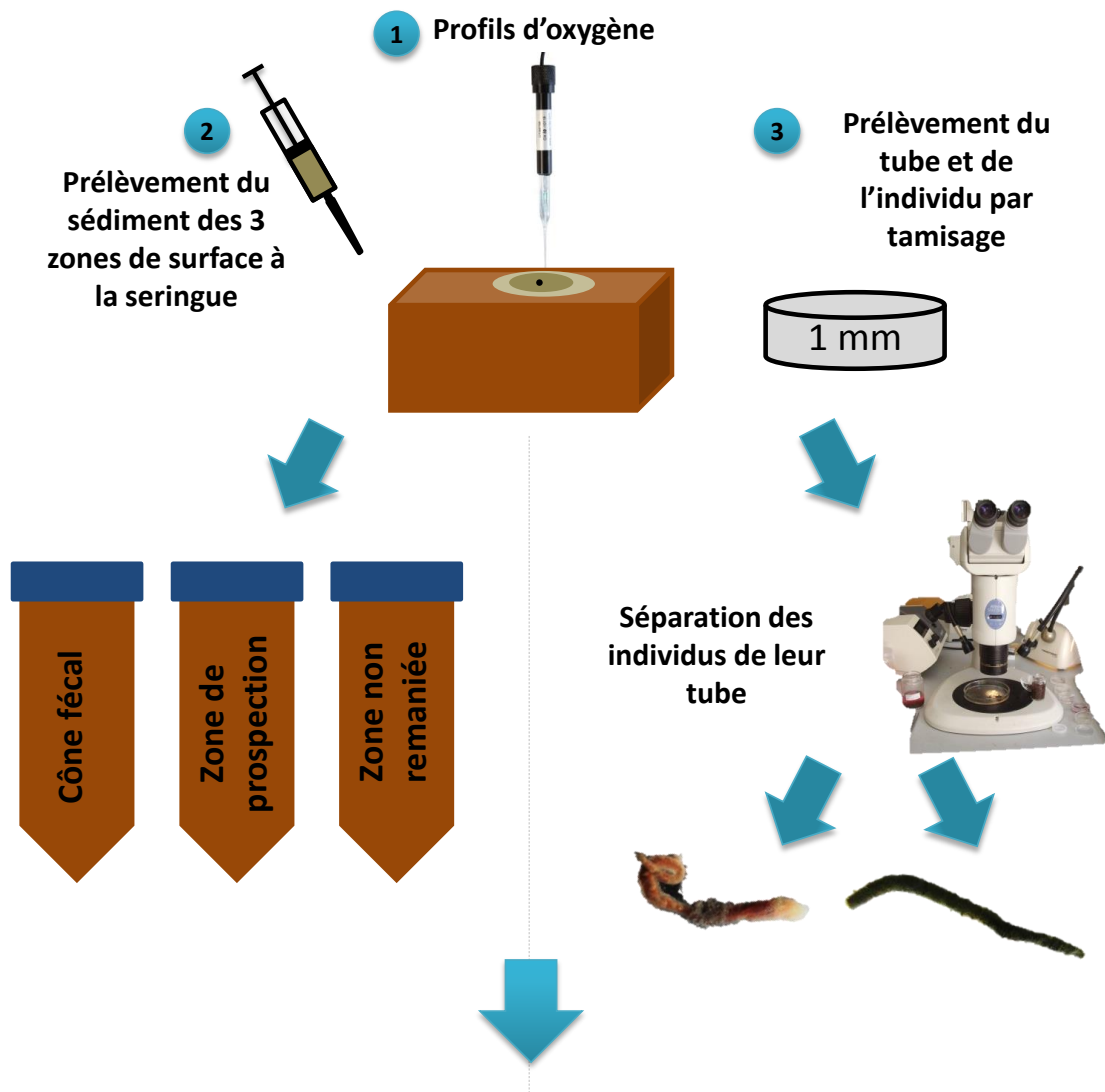 1
Profils d'oxygène
2
Prélèvement du
sédiment des 3
zones de surface à
la seringue
3
Prélèvement du
tube et de
l'individu par
tamisage
1 mm
Cône fécal
Zone de
prospection
Zone non
remaniée
Séparation des
individus de leur
tube